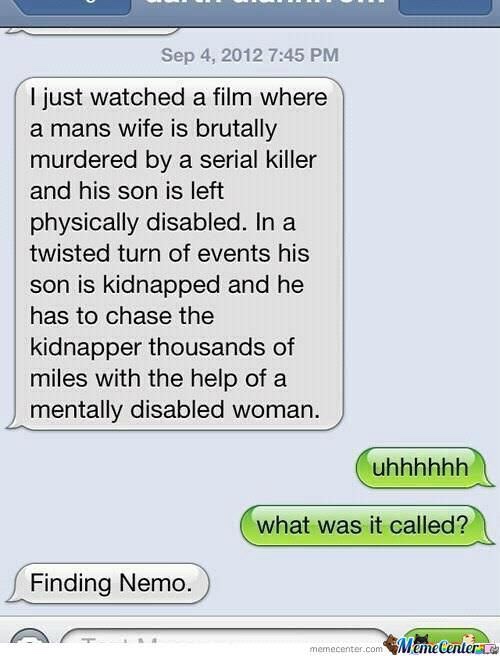 Sep 4, 2012 7:45 PM
I just watched a film where
a mans wife is brutally
murdered by a serial killer
and his son is left
physically disabled. In a
twisted turn of events his
son is kidnapped and he
has to chase the
kidnapper thousands of
miles with the help of a
mentally disabled woman.
uhhhhhh
what was it called?
Finding Nemo.
memecenter.com MemeCenter